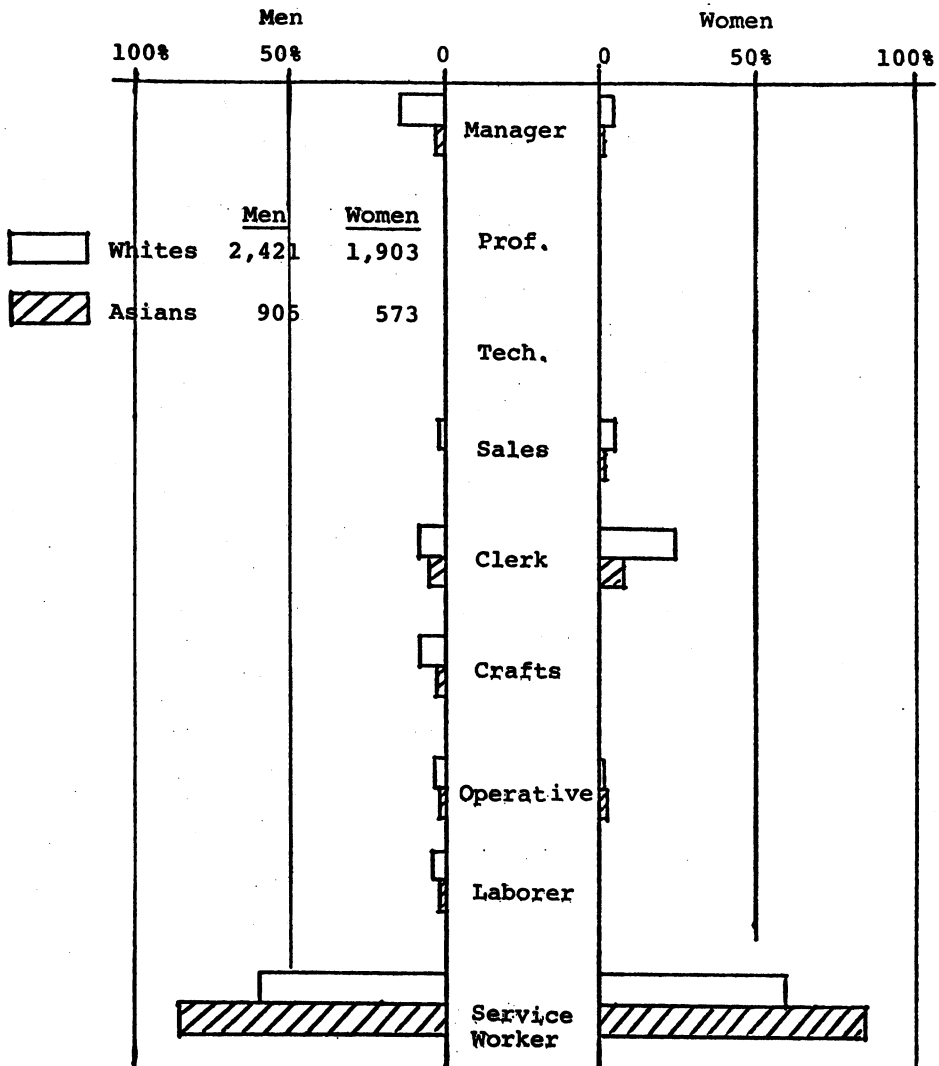 Men Women
100% 50% 0 0 50% 100%
Manager
Men Women
Whites 2,421 1,903
Prof.
Asians 905 573
Tech.
Sales
Clerk
Crafts
Operative
Laborer
Service
Worker